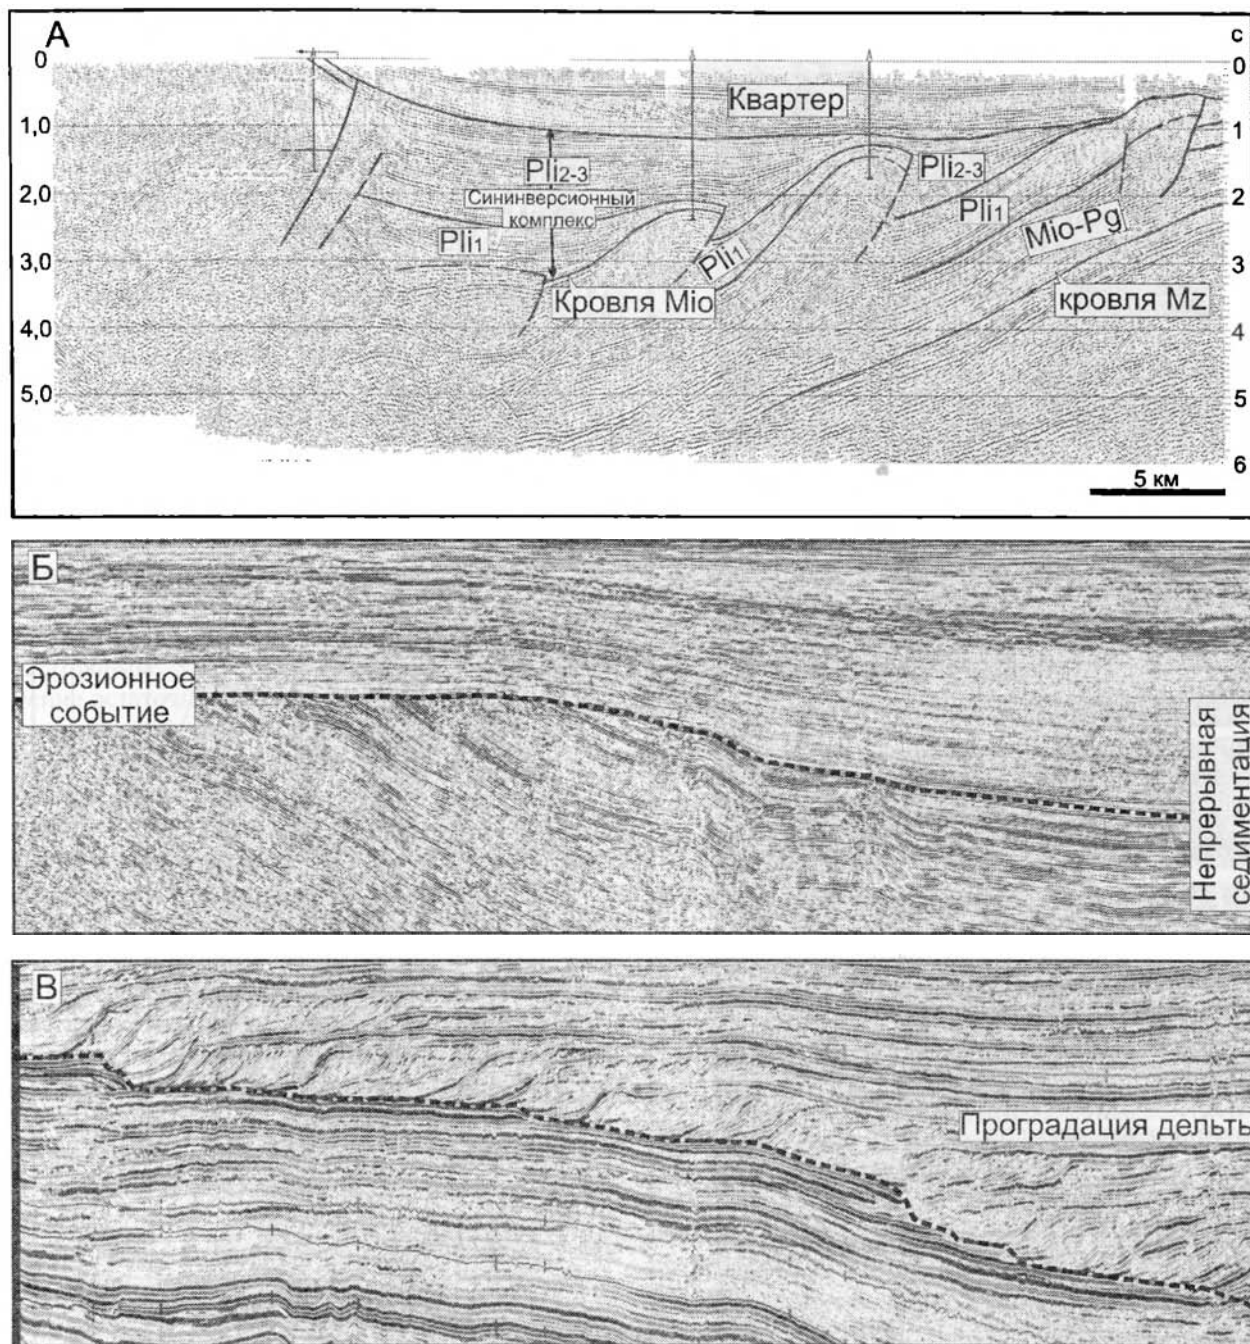 А
с
0
0
1,0
1
2,0
2
3,0
3
4,0
4
5,0
5
6
Квартер
Pli2-3
Сининверсионный
комплекс
Pli1
Pli2-3
Pli1
Pli1
Mio-Pg
Кровля Mio
кровля Mz
5 км
Б
Эрозионное
событие
Непрерывная
седиментация
В
Проградация дельты